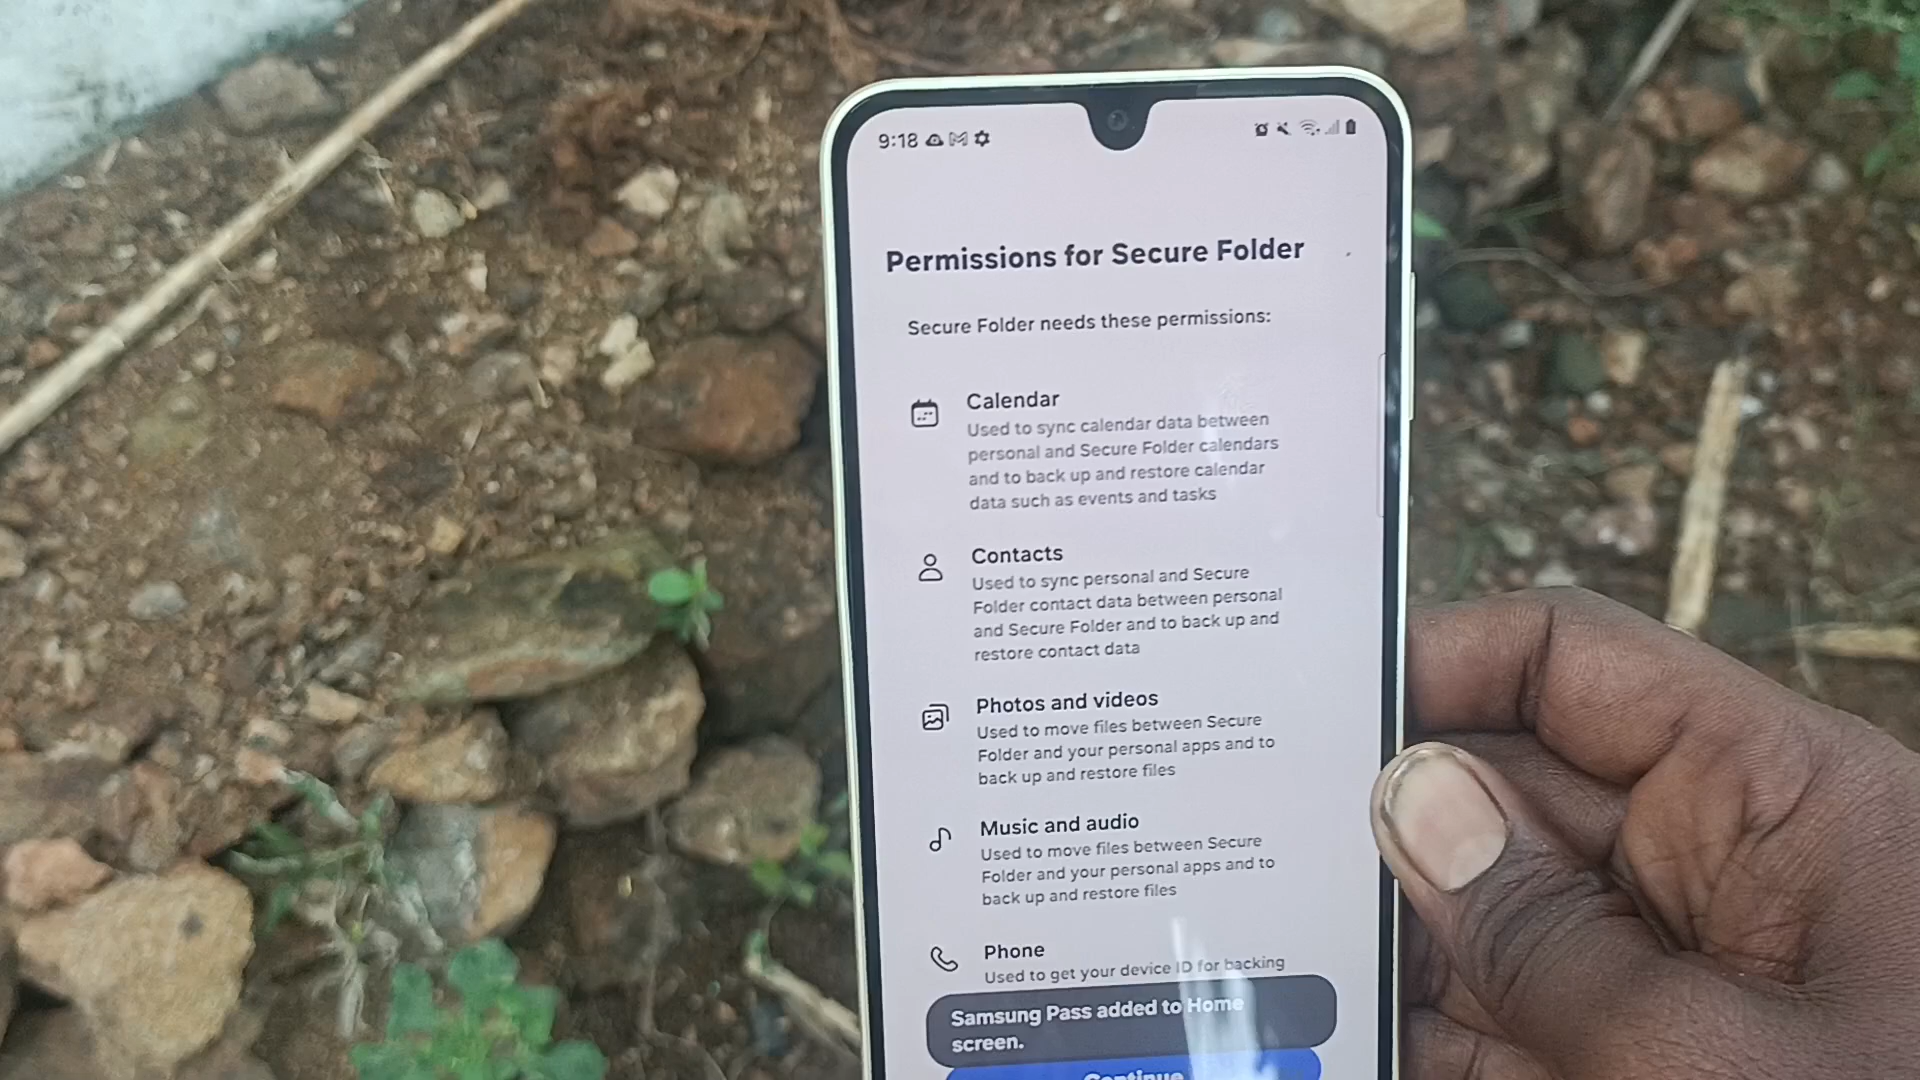 9:18
Permissions for Secure Folder
Secure Folder needs these permissions:
Calendar
Used to sync calendar data between
personal and Secure Folder calendars
and to back up and restore calendar
data such as events and tasks
Contacts
Used to sync personal and Secure
Folder contact data between personal
and Secure Folder and to back up and
restore contact data
Photos and videos
Used to move files between Secure
Folder and your personal apps and to
back up and restore files
Music and audio
Used to move files between Secure
Folder and your personal apps and to
back up and restore files
Phone
Used to get your device ID for backing
Samsung Pass added to Home
screen.
Continue